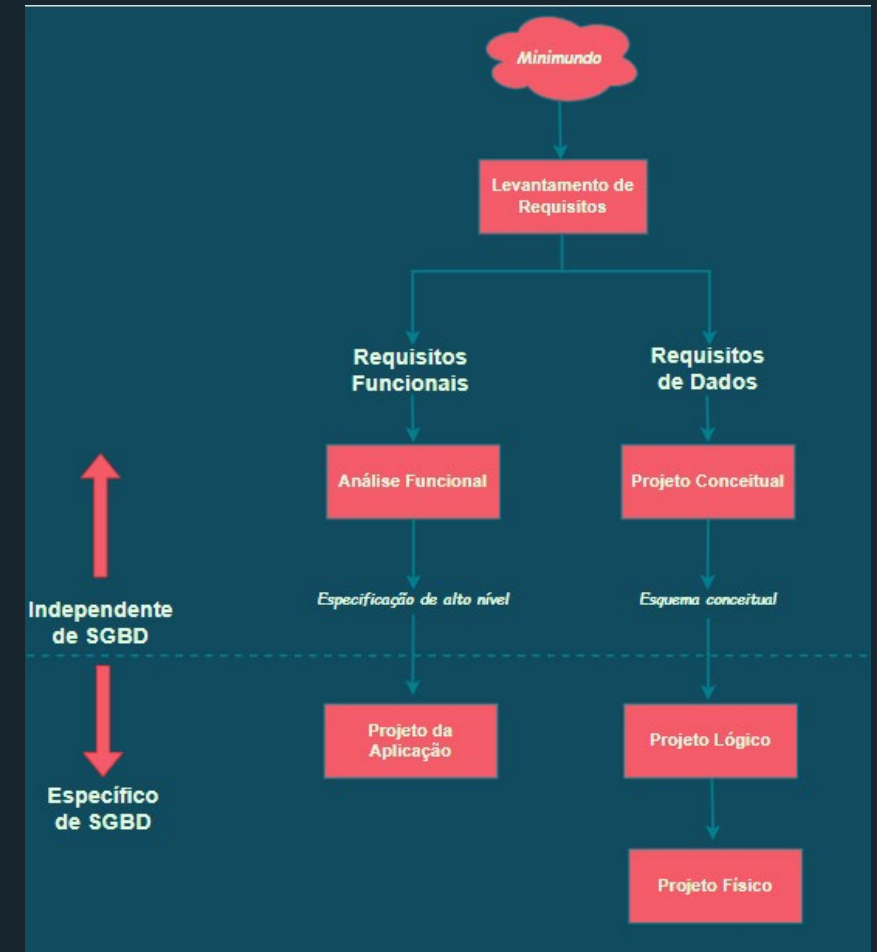 Minimundo
Levantamento de
Requisitos
Requisitos
Funcionais
Requisitos
de Dados
Análise Funcional
Projeto Conceitual
Especificação de alto nível
Esquema conceitual
Independente
de SGBD
Projeto da
Aplicação
Projeto Lógico
Específico
de SGBD
Projeto Físico